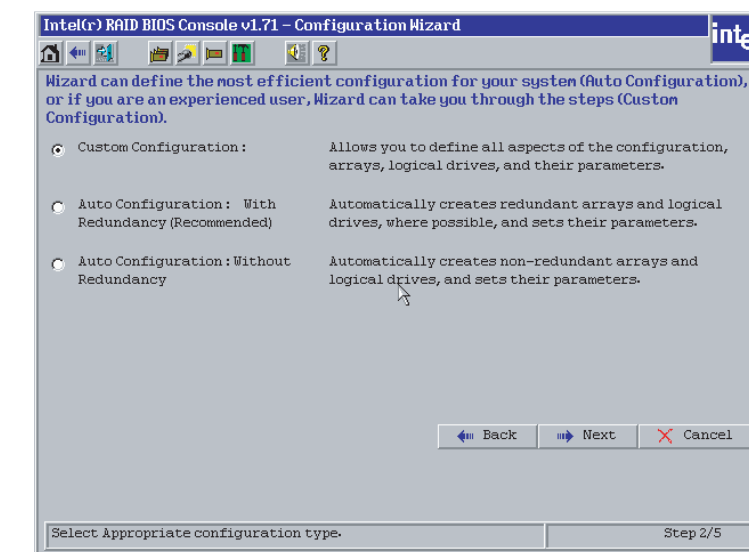 Intel(r) RAID BIOS Console v1.71 – Configuration Wizard
Wizard can define the most efficient configuration for your system (Auto Configuration),
or if you are an experienced user, Wizard can take you through the steps (Custom
Configuration).
Custom Configuration: Allows you to define all aspects of the configuration,
arrays, logical drives, and their parameters.
Auto Configuration: With Automatically creates redundant arrays and logical
Redundancy (Recommended) drives, where possible, and sets their parameters.
Auto Configuration: Without Automatically creates non-redundant arrays and
Redundancy logical drives, and sets their parameters.
Back Next Cancel
Select Appropriate configuration type. Step 2/5